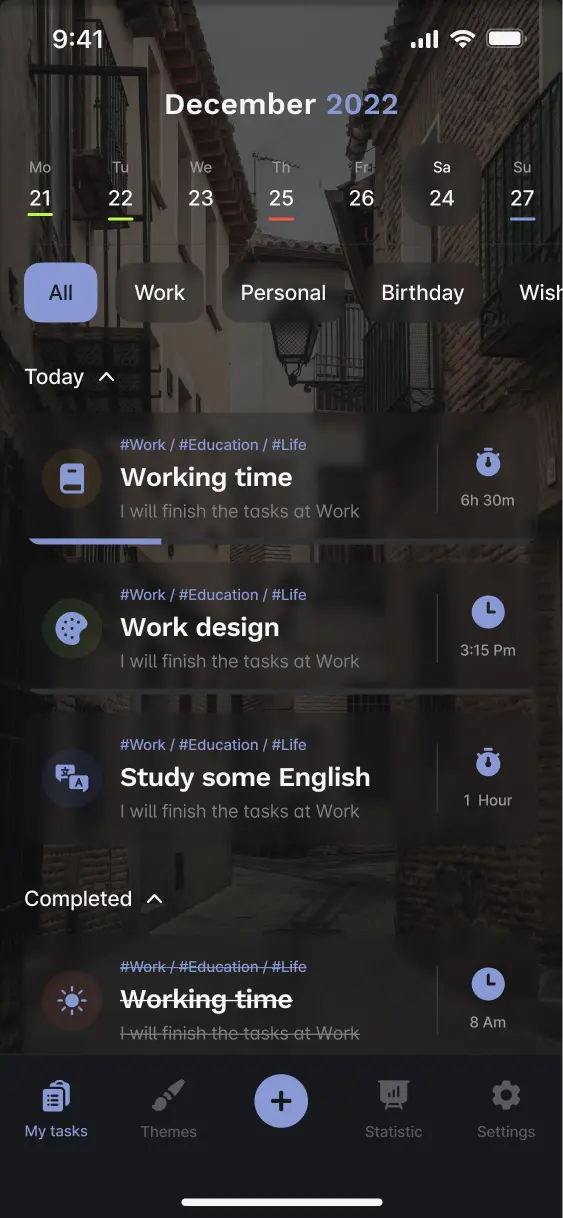 9:41
December 2022
Mo Tu We Th Fr Sa Su
21 22 23 25 26 24 27
All Work Personal Birthday Wish
Today
#Work / #Education / #Life
Working time
I will finish the tasks at Work
6h 30m
#Work / #Education / #Life
Work design
I will finish the tasks at Work
3:15 Pm
#Work / #Education / #Life
Study some English
I will finish the tasks at Work
1 Hour
Completed
#Work / #Education / #Life
Working time
I will finish the tasks at Work
8 Am
My tasks Themes Statistic Settings